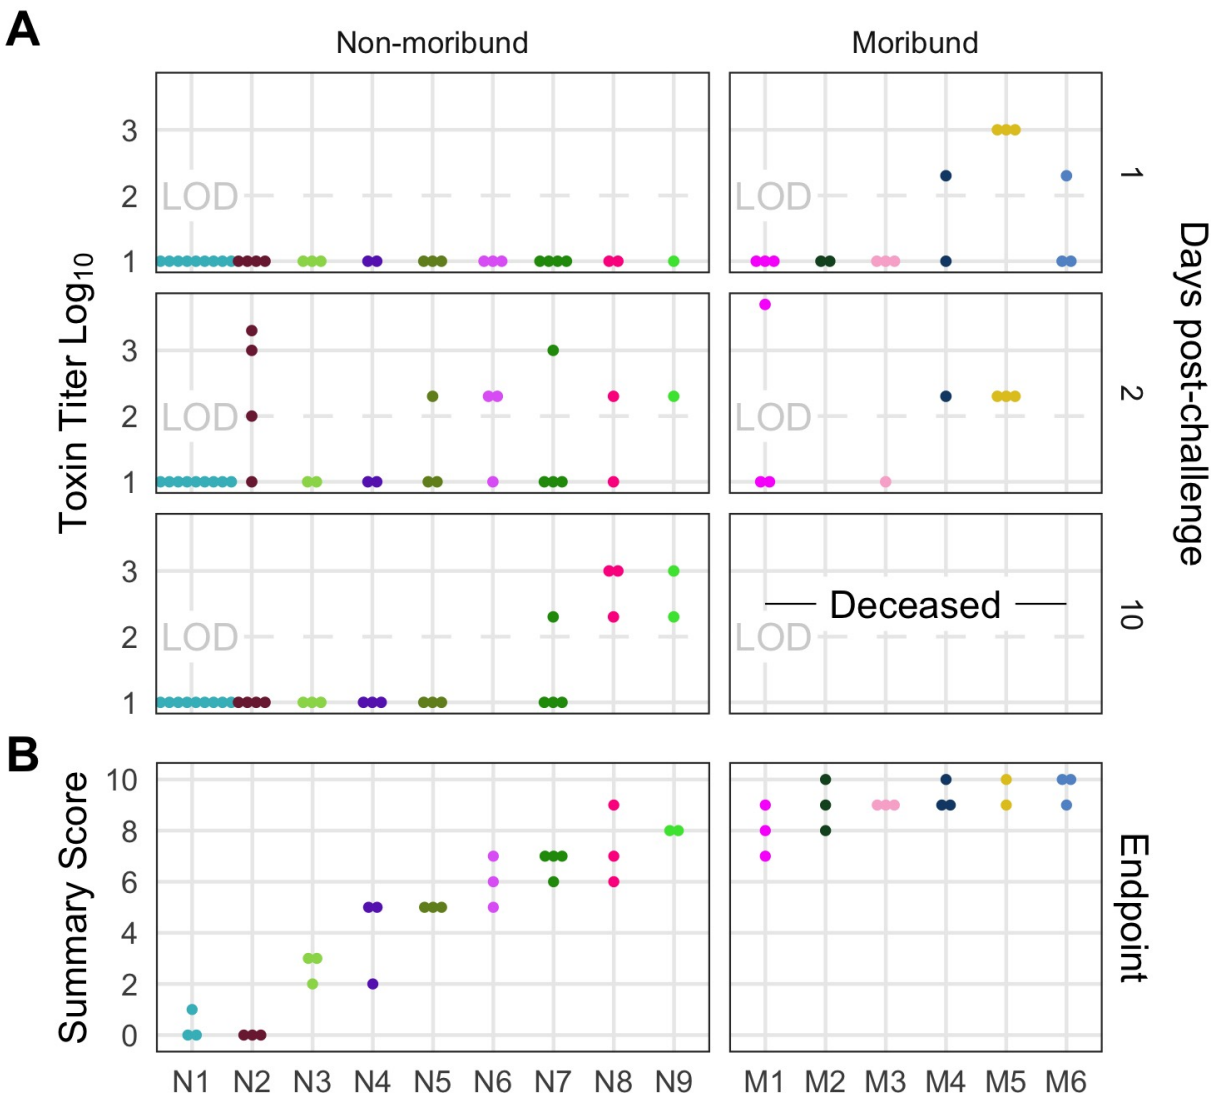 A
Non-moribund
Moribund
Toxin Titer Log10
3
2
1
LOD
LOD
1
3
2
1
LOD
LOD
2
3
2
1
LOD
LOD
Deceased
10
Days post-challenge
B
Summary Score
10
8
6
4
2
0
Endpoint
N1 N2 N3 N4 N5 N6 N7 N8 N9 M1 M2 M3 M4 M5 M6